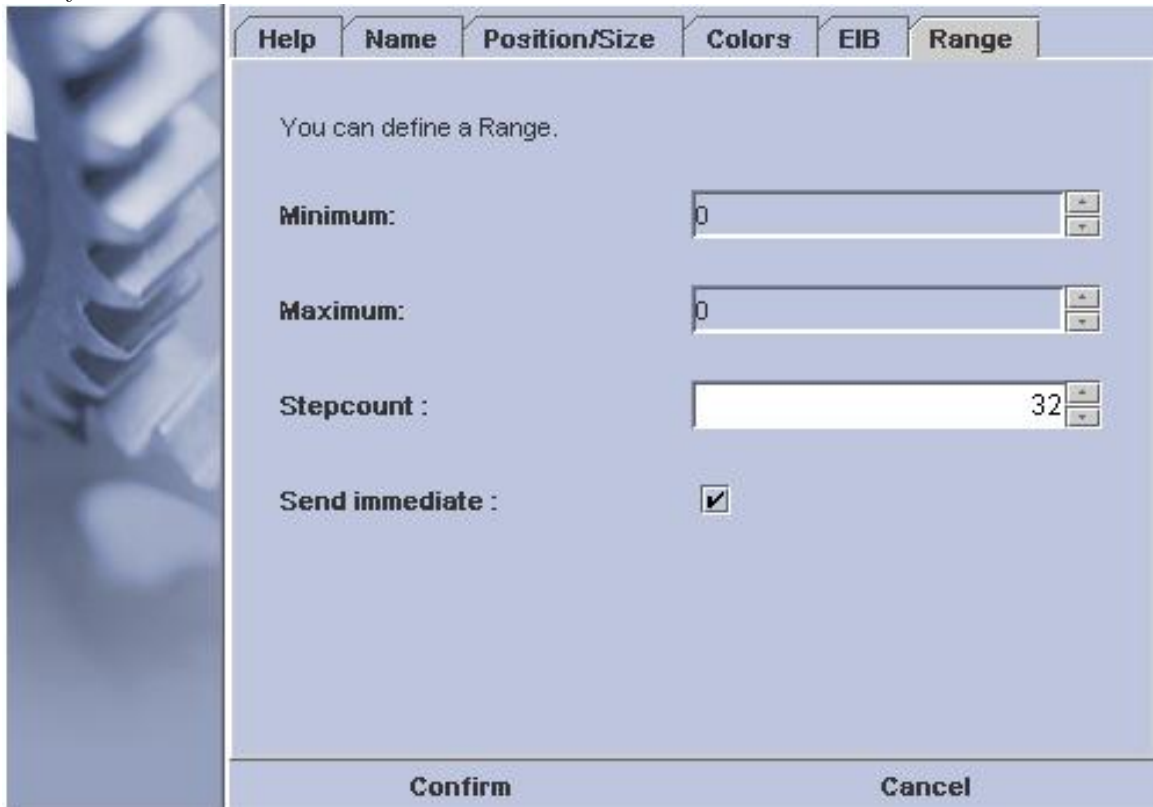 Help Name Position/Size Colors EIB Range
You can define a Range.
Minimum: 0
Maximum: 0
Stepcount : 32
Send immediate : ✔
Confirm Cancel